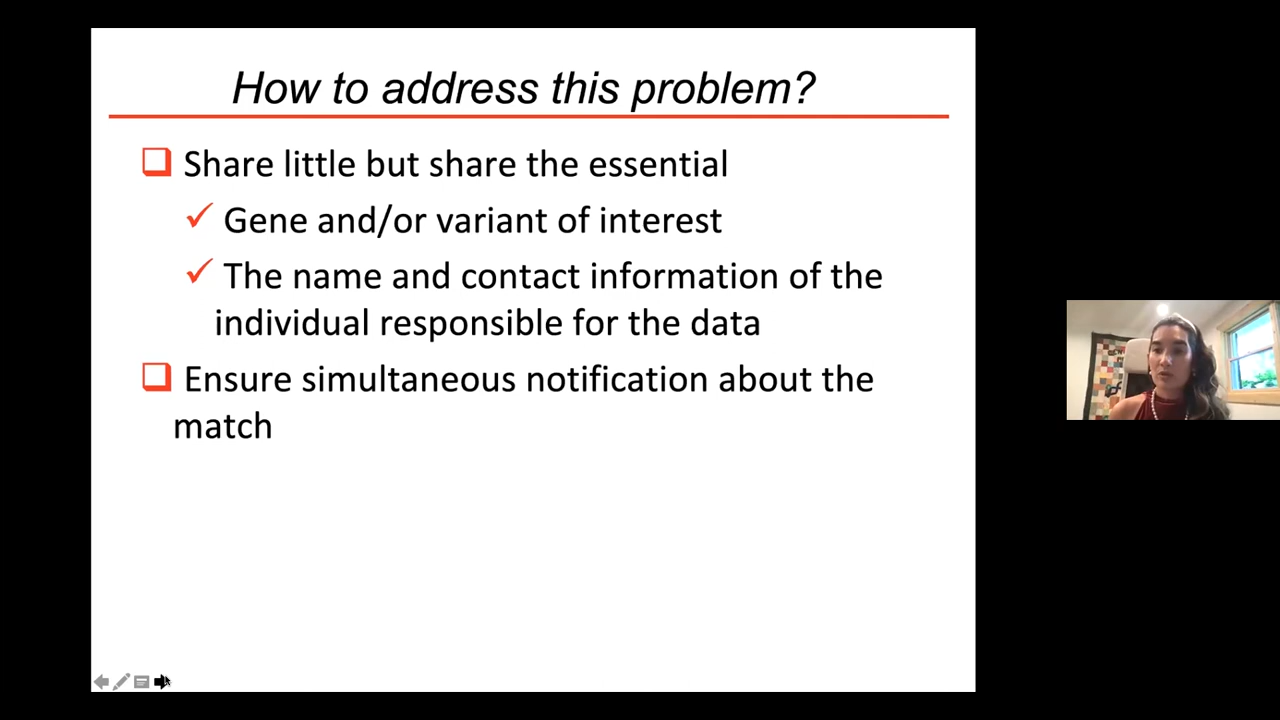 How to address this problem?
Share little but share the essential
Gene and/or variant of interest
The name and contact information of the
individual responsible for the data
Ensure simultaneous notification about the
match